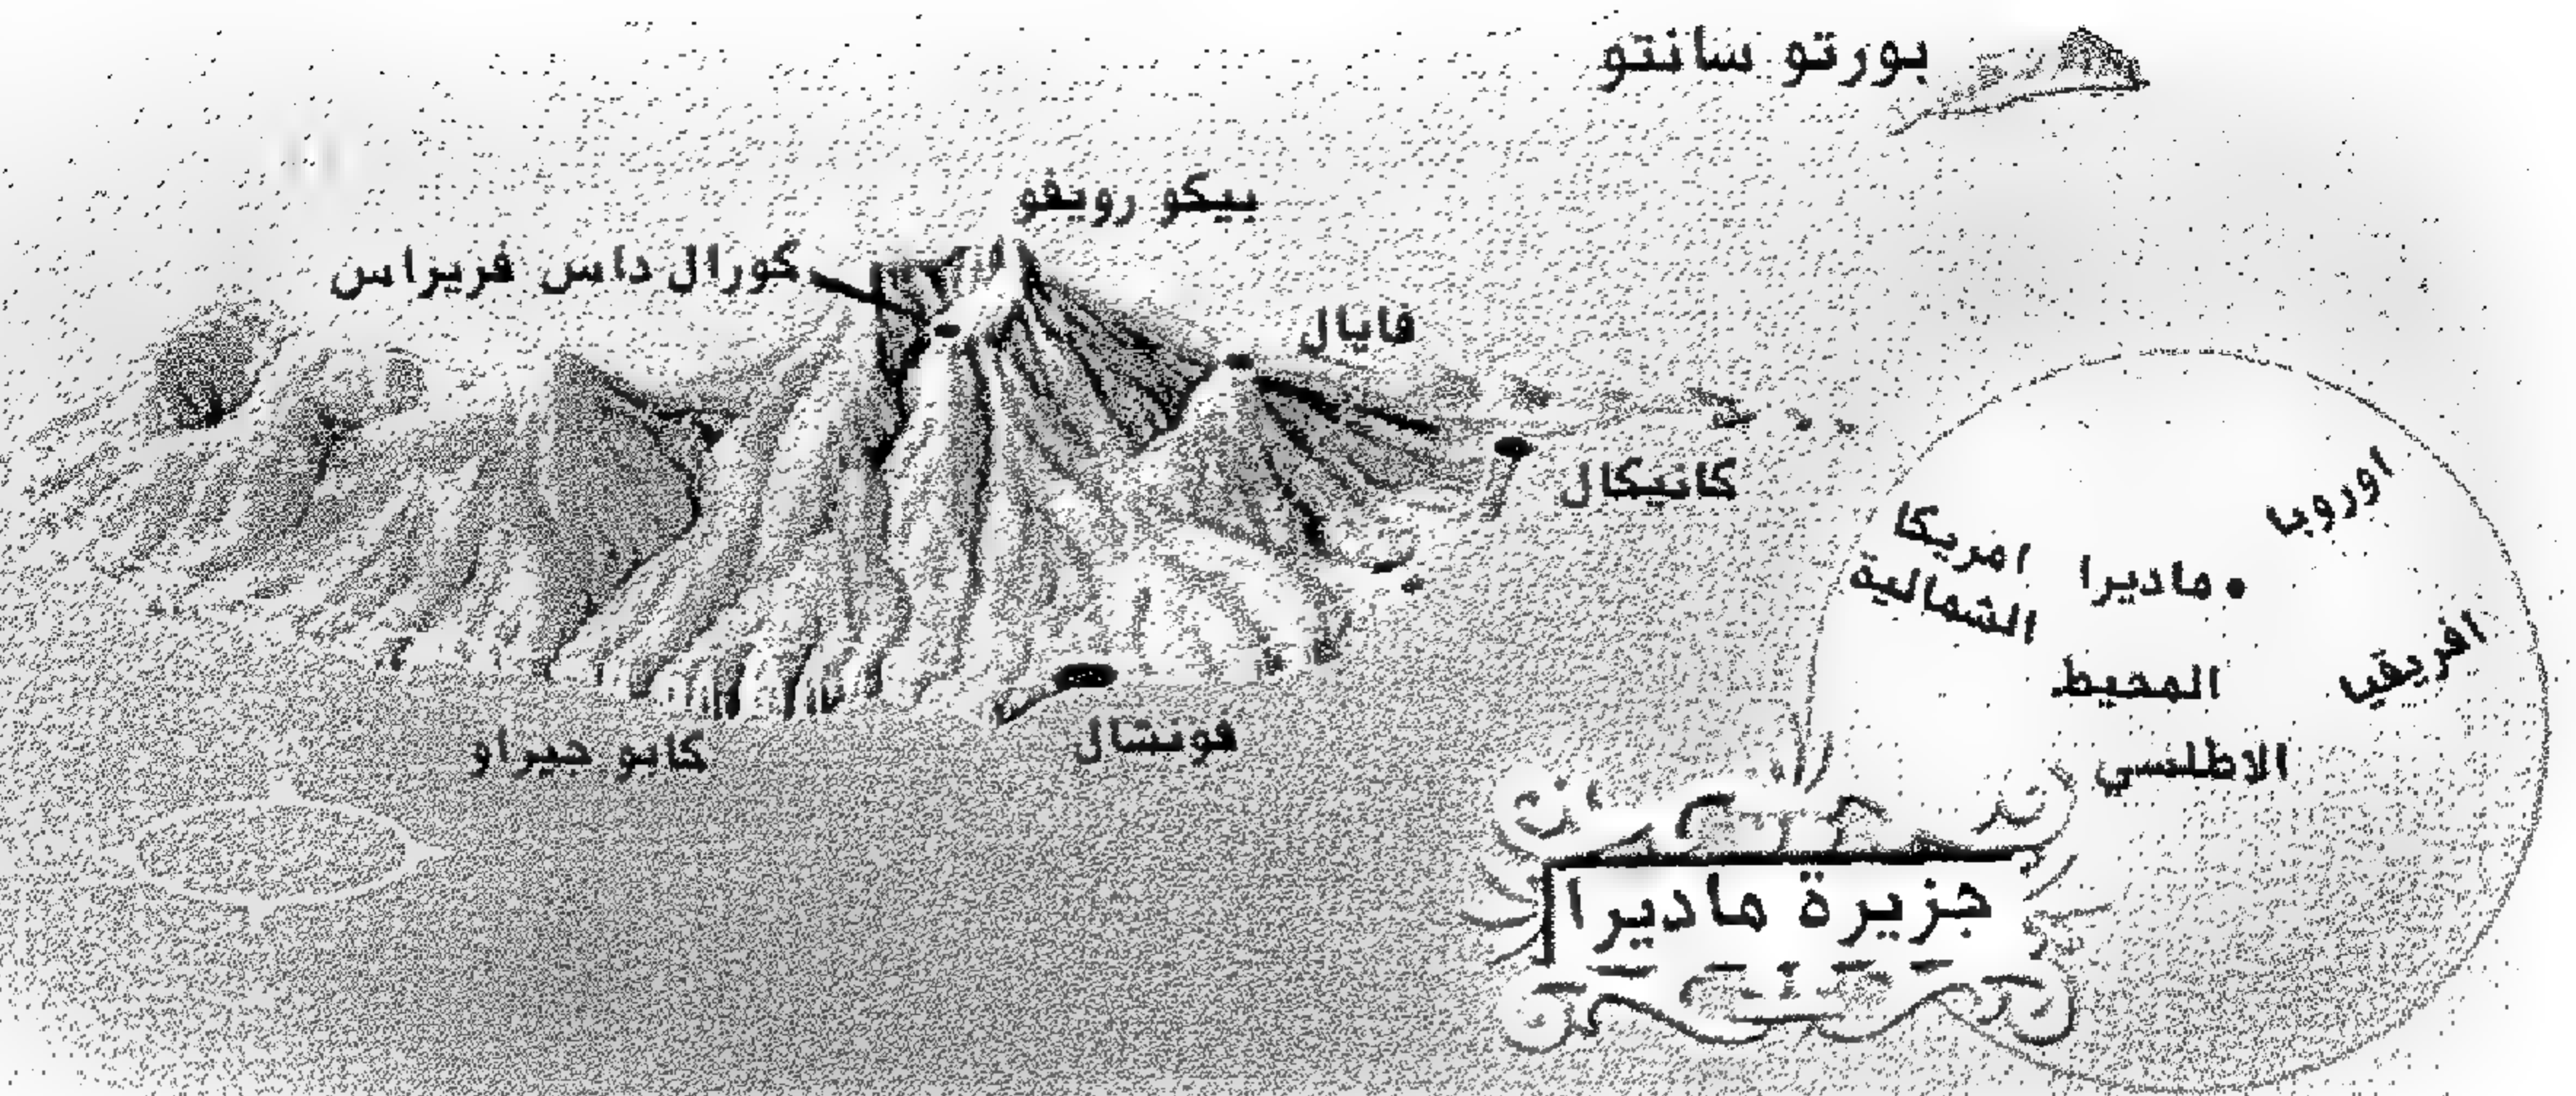 بورتو سانتو
بيكو رويفو
كورال داس فريراس
فايال
كانيكال
اوروبا
امريكا
الشمالية
ماديرا
افريقيا
المحيط
الاطلسي
فونشال
كابو جيراو
جزيرة ماديرا